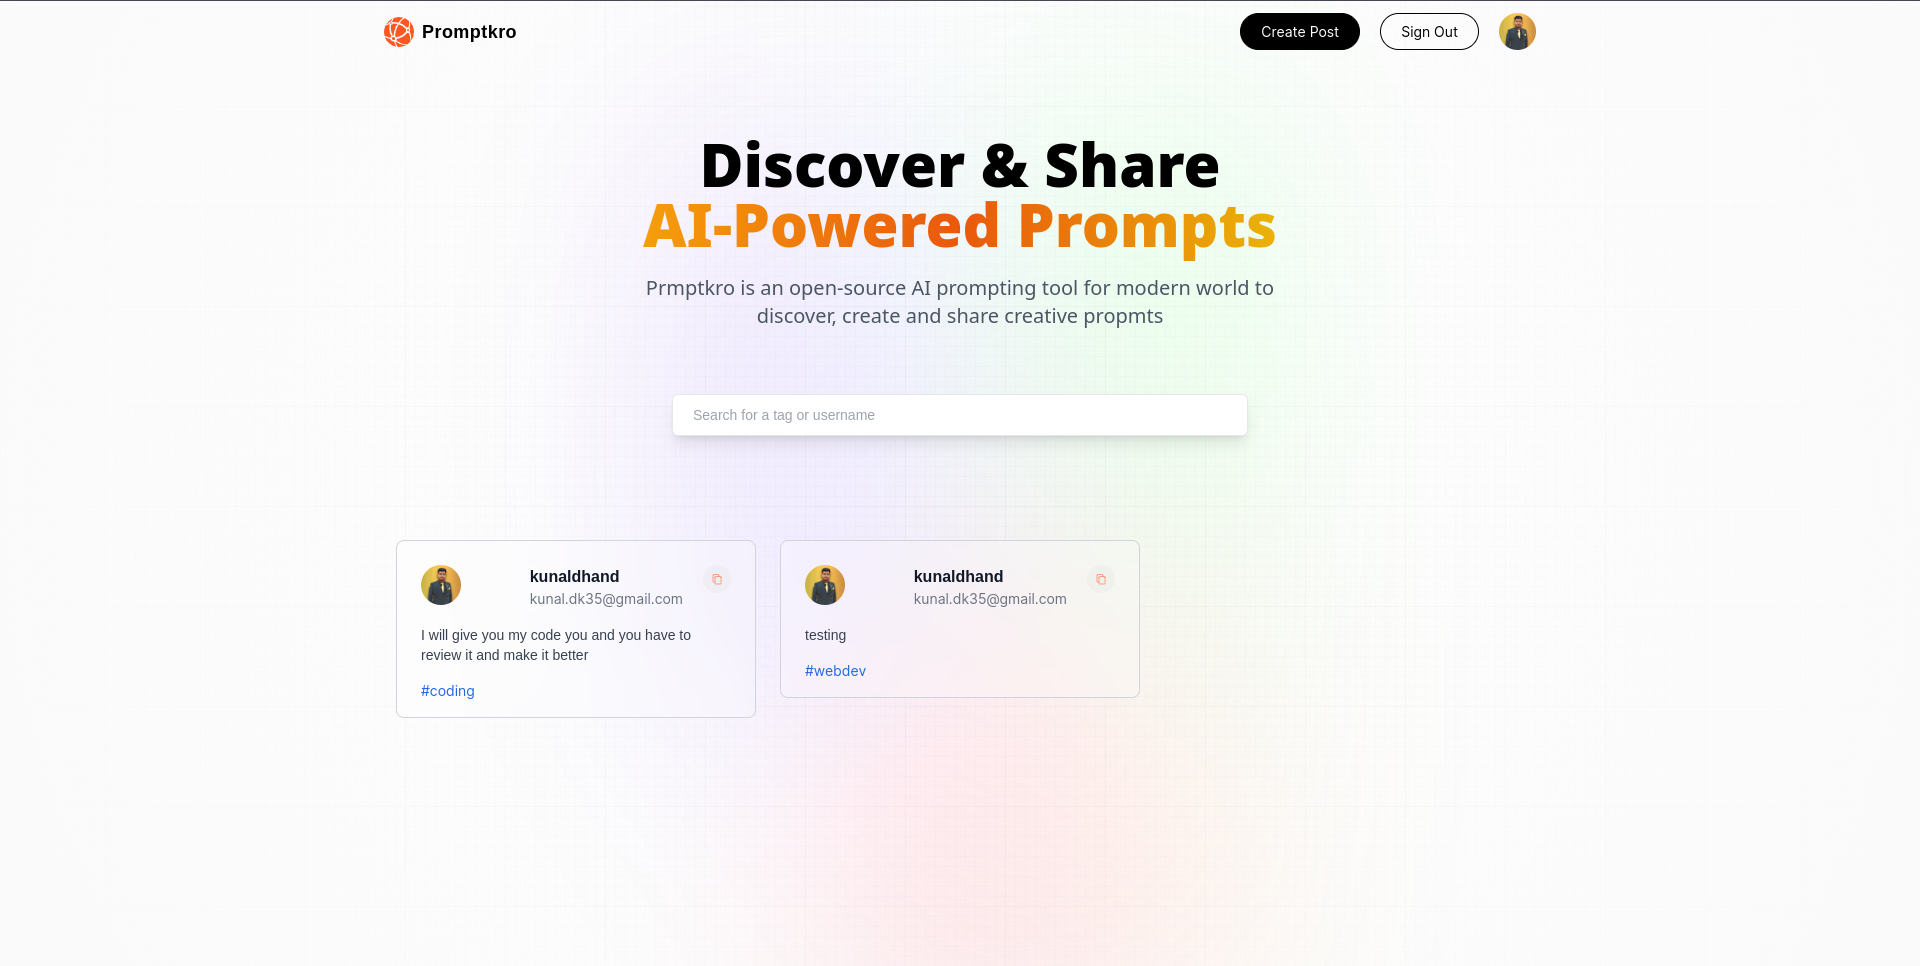 Promptkro
Create Post
Sign Out
Discover & Share
AI-Powered Prompts
Prmptkro is an open-source AI prompting tool for modern world to
discover, create and share creative propmts
Search for a tag or username
kunaldhand
kunal.dk35@gmail.com
I will give you my code you and you have to
review it and make it better
#coding
kunaldhand
kunal.dk35@gmail.com
testing
#webdev